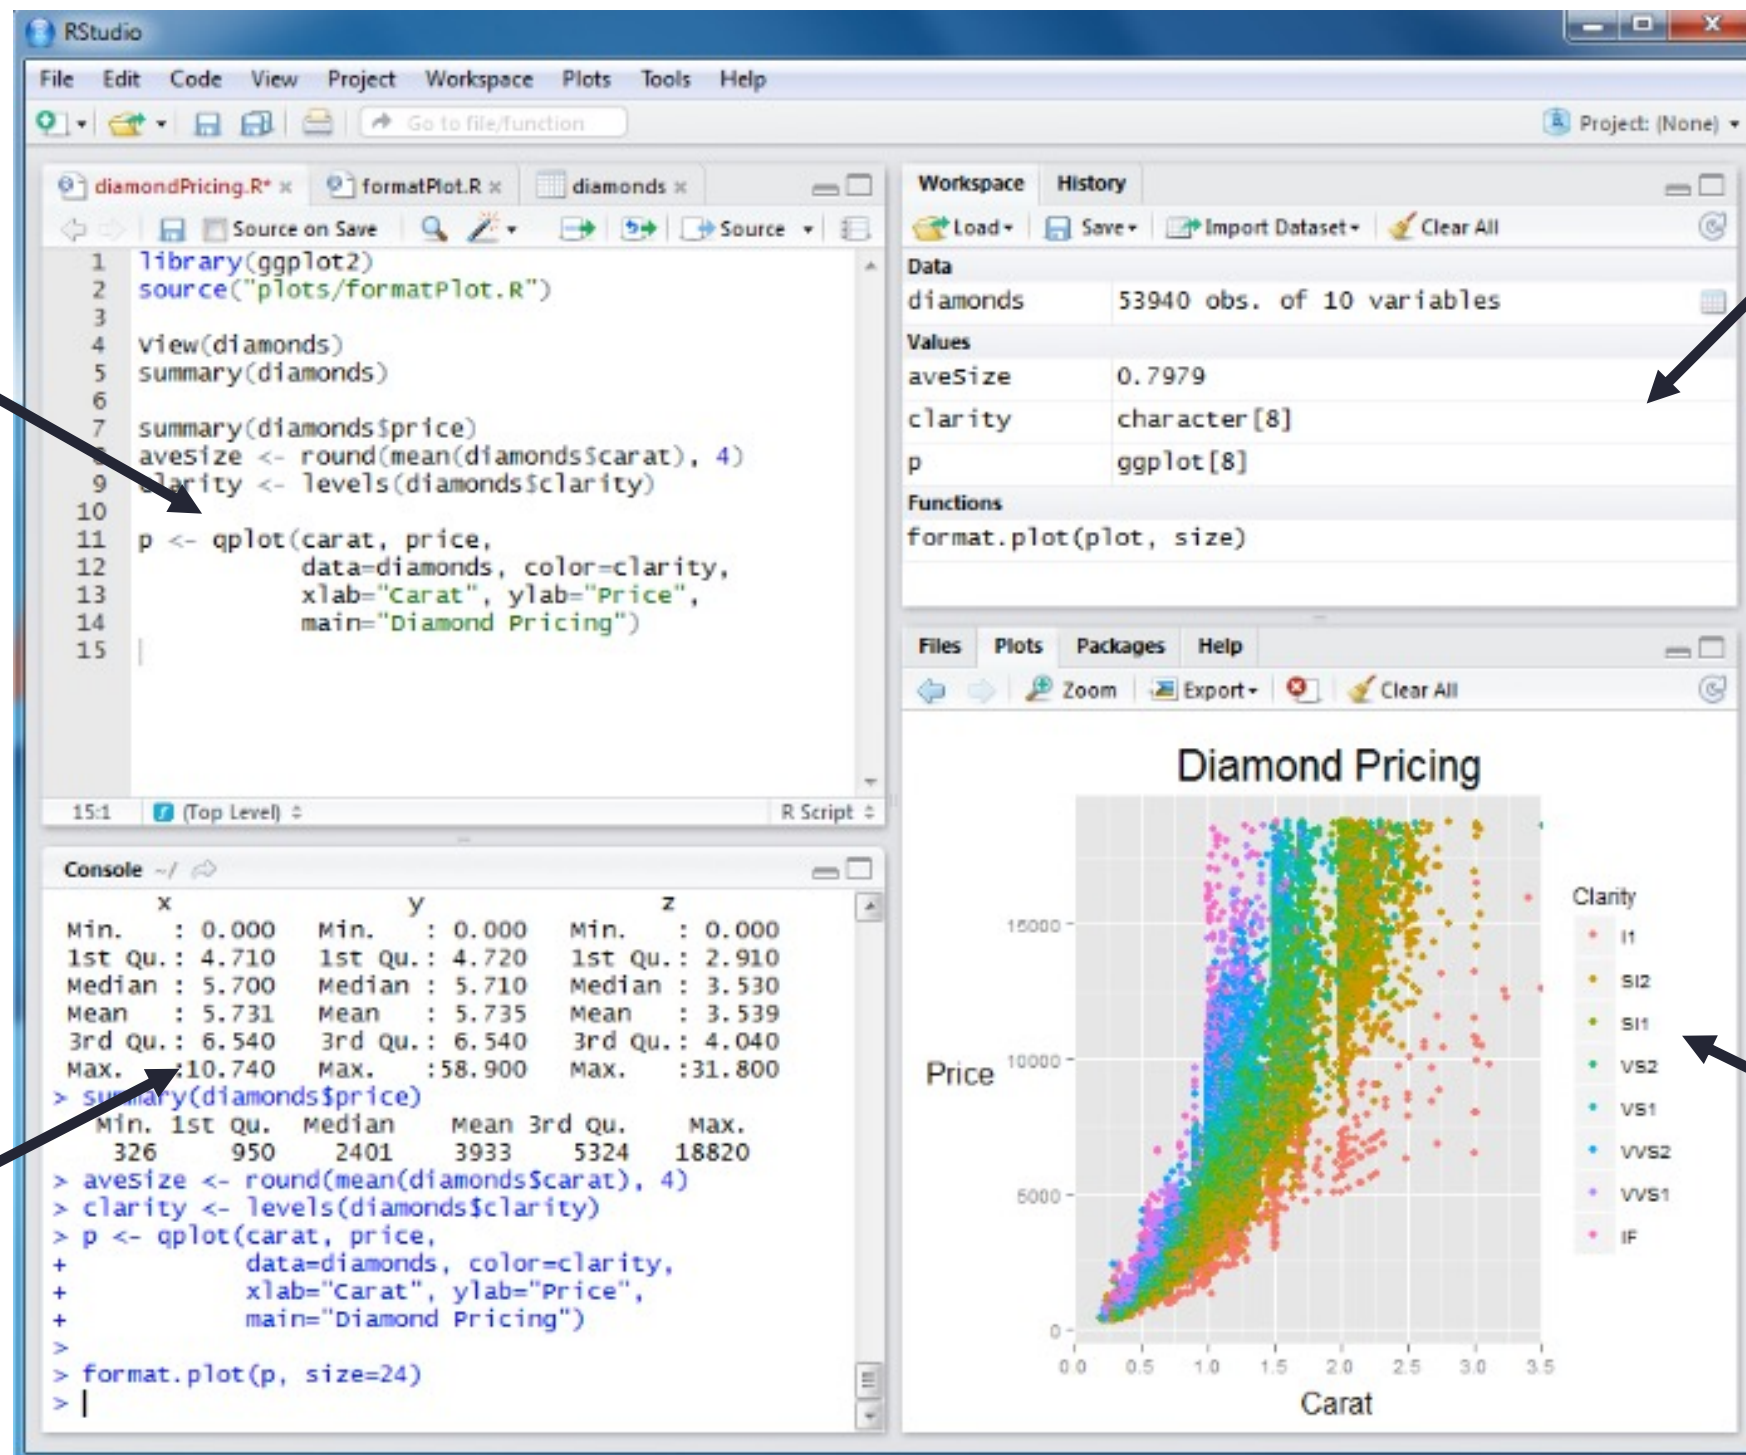 RStudio
File Edit Code View Project Workspace Plots Tools Help
Go to file/function
Project: (None)
diamondPricing.R* formatPlot.R diamonds
Source on Save Source
1 library(ggplot2)
2 source("plots/formatPlot.R")
3
4 view(diamonds)
5 summary(diamonds)
6
7 summary(diamonds$price)
8 aveSize <- round(mean(diamonds$carat), 4)
9 clarity <- levels(diamonds$clarity)
10
11 p <- qplot(carat, price,
12 data=diamonds, color=clarity,
13 xlab="Carat", ylab="Price",
14 main="Diamond Pricing")
15
15:1 (Top Level) R Script
Console ~/
x y z
Min. : 0.000 Min. : 0.000 Min. : 0.000
1st Qu.: 4.710 1st Qu.: 4.720 1st Qu.: 2.910
Median : 5.700 Median : 5.710 Median : 3.530
Mean : 5.731 Mean : 5.735 Mean : 3.539
3rd Qu.: 6.540 3rd Qu.: 6.540 3rd Qu.: 4.040
Max. :10.740 Max. :58.900 Max. :31.800
> summary(diamonds$price)
Min. 1st Qu. Median Mean 3rd Qu. Max.
326 950 2401 3933 5324 18820
> aveSize <- round(mean(diamonds$carat), 4)
> clarity <- levels(diamonds$clarity)
> p <- qplot(carat, price,
+ data=diamonds, color=clarity,
+ xlab="Carat", ylab="Price",
+ main="Diamond Pricing")
>
> format.plot(p, size=24)
>
Workspace History
Load Save Import Dataset Clear All
Data
diamonds 53940 obs. of 10 variables
Values
aveSize 0.7979
clarity character[8]
p ggplot[8]
Functions
format.plot(plot, size)
Files Plots Packages Help
Zoom Export Clear All
Diamond Pricing
Price
15000
10000
5000
0
0.0 0.5 1.0 1.5 2.0 2.5 3.0 3.5
Carat
Clarity
I1
SI2
SI1
VS2
VS1
VVS2
VVS1
IF